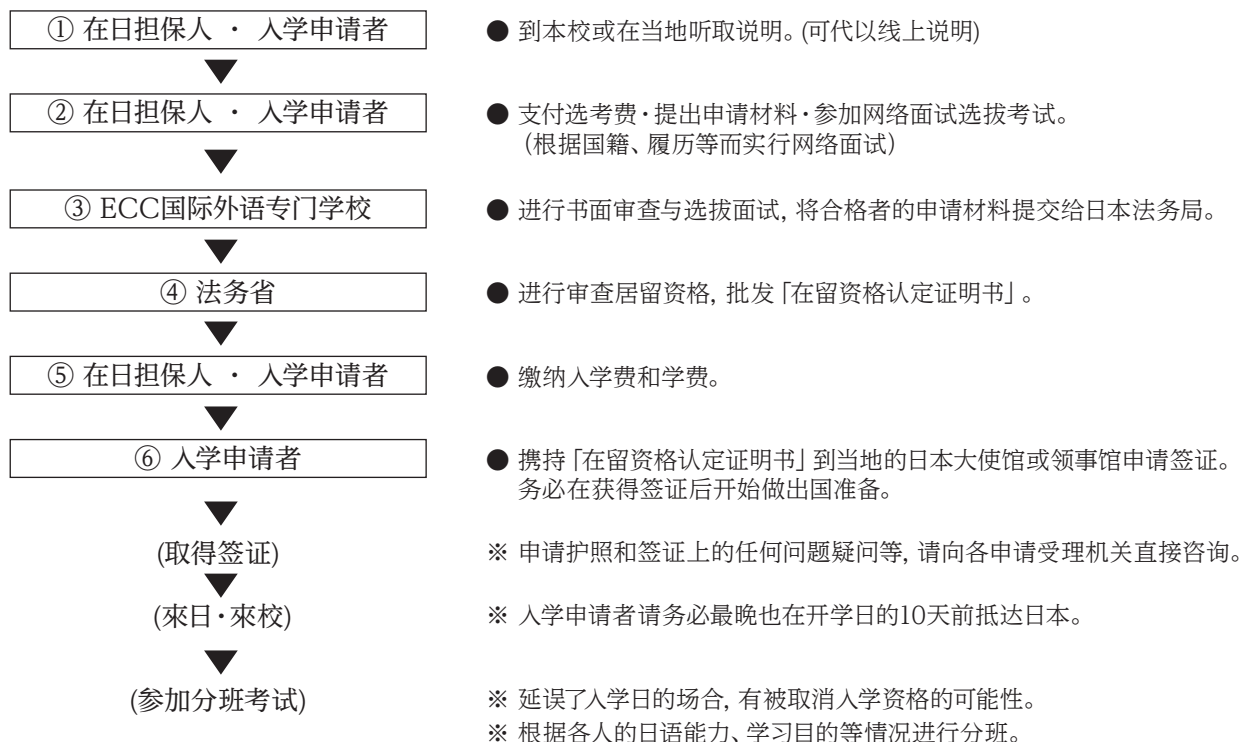 ① 在日担保人 ・ 入学申请者
● 到本校或在当地听取说明。(可代以线上说明)
② 在日担保人 ・ 入学申请者
● 支付选考费・提出申请材料・参加网络面试选拔考试。
（根据国籍、履历等而实行网络面试）
③ ECC国际外语专门学校
● 进行书面审查与选拔面试, 将合格者的申请材料提交给日本法务局。
④ 法务省
● 进行审查居留资格, 批发「在留资格认定证明书」。
⑤ 在日担保人 ・ 入学申请者
● 缴纳入学费和学费。
⑥ 入学申请者
● 携持「在留资格认定证明书」到当地的日本大使馆或领事馆申请签证。
务必在获得签证后开始做出国准备。
(取得签证)
※ 申请护照和签证上的任何问题疑问等, 请向各申请受理机关直接咨询。
(來日・來校)
※ 入学申请者请务必最晚也在开学日的10天前抵达日本。
(参加分班考试)
※ 延误了入学日的场合, 有被取消入学资格的可能性。
※ 根据各人的日语能力、学习目的等情况进行分班。